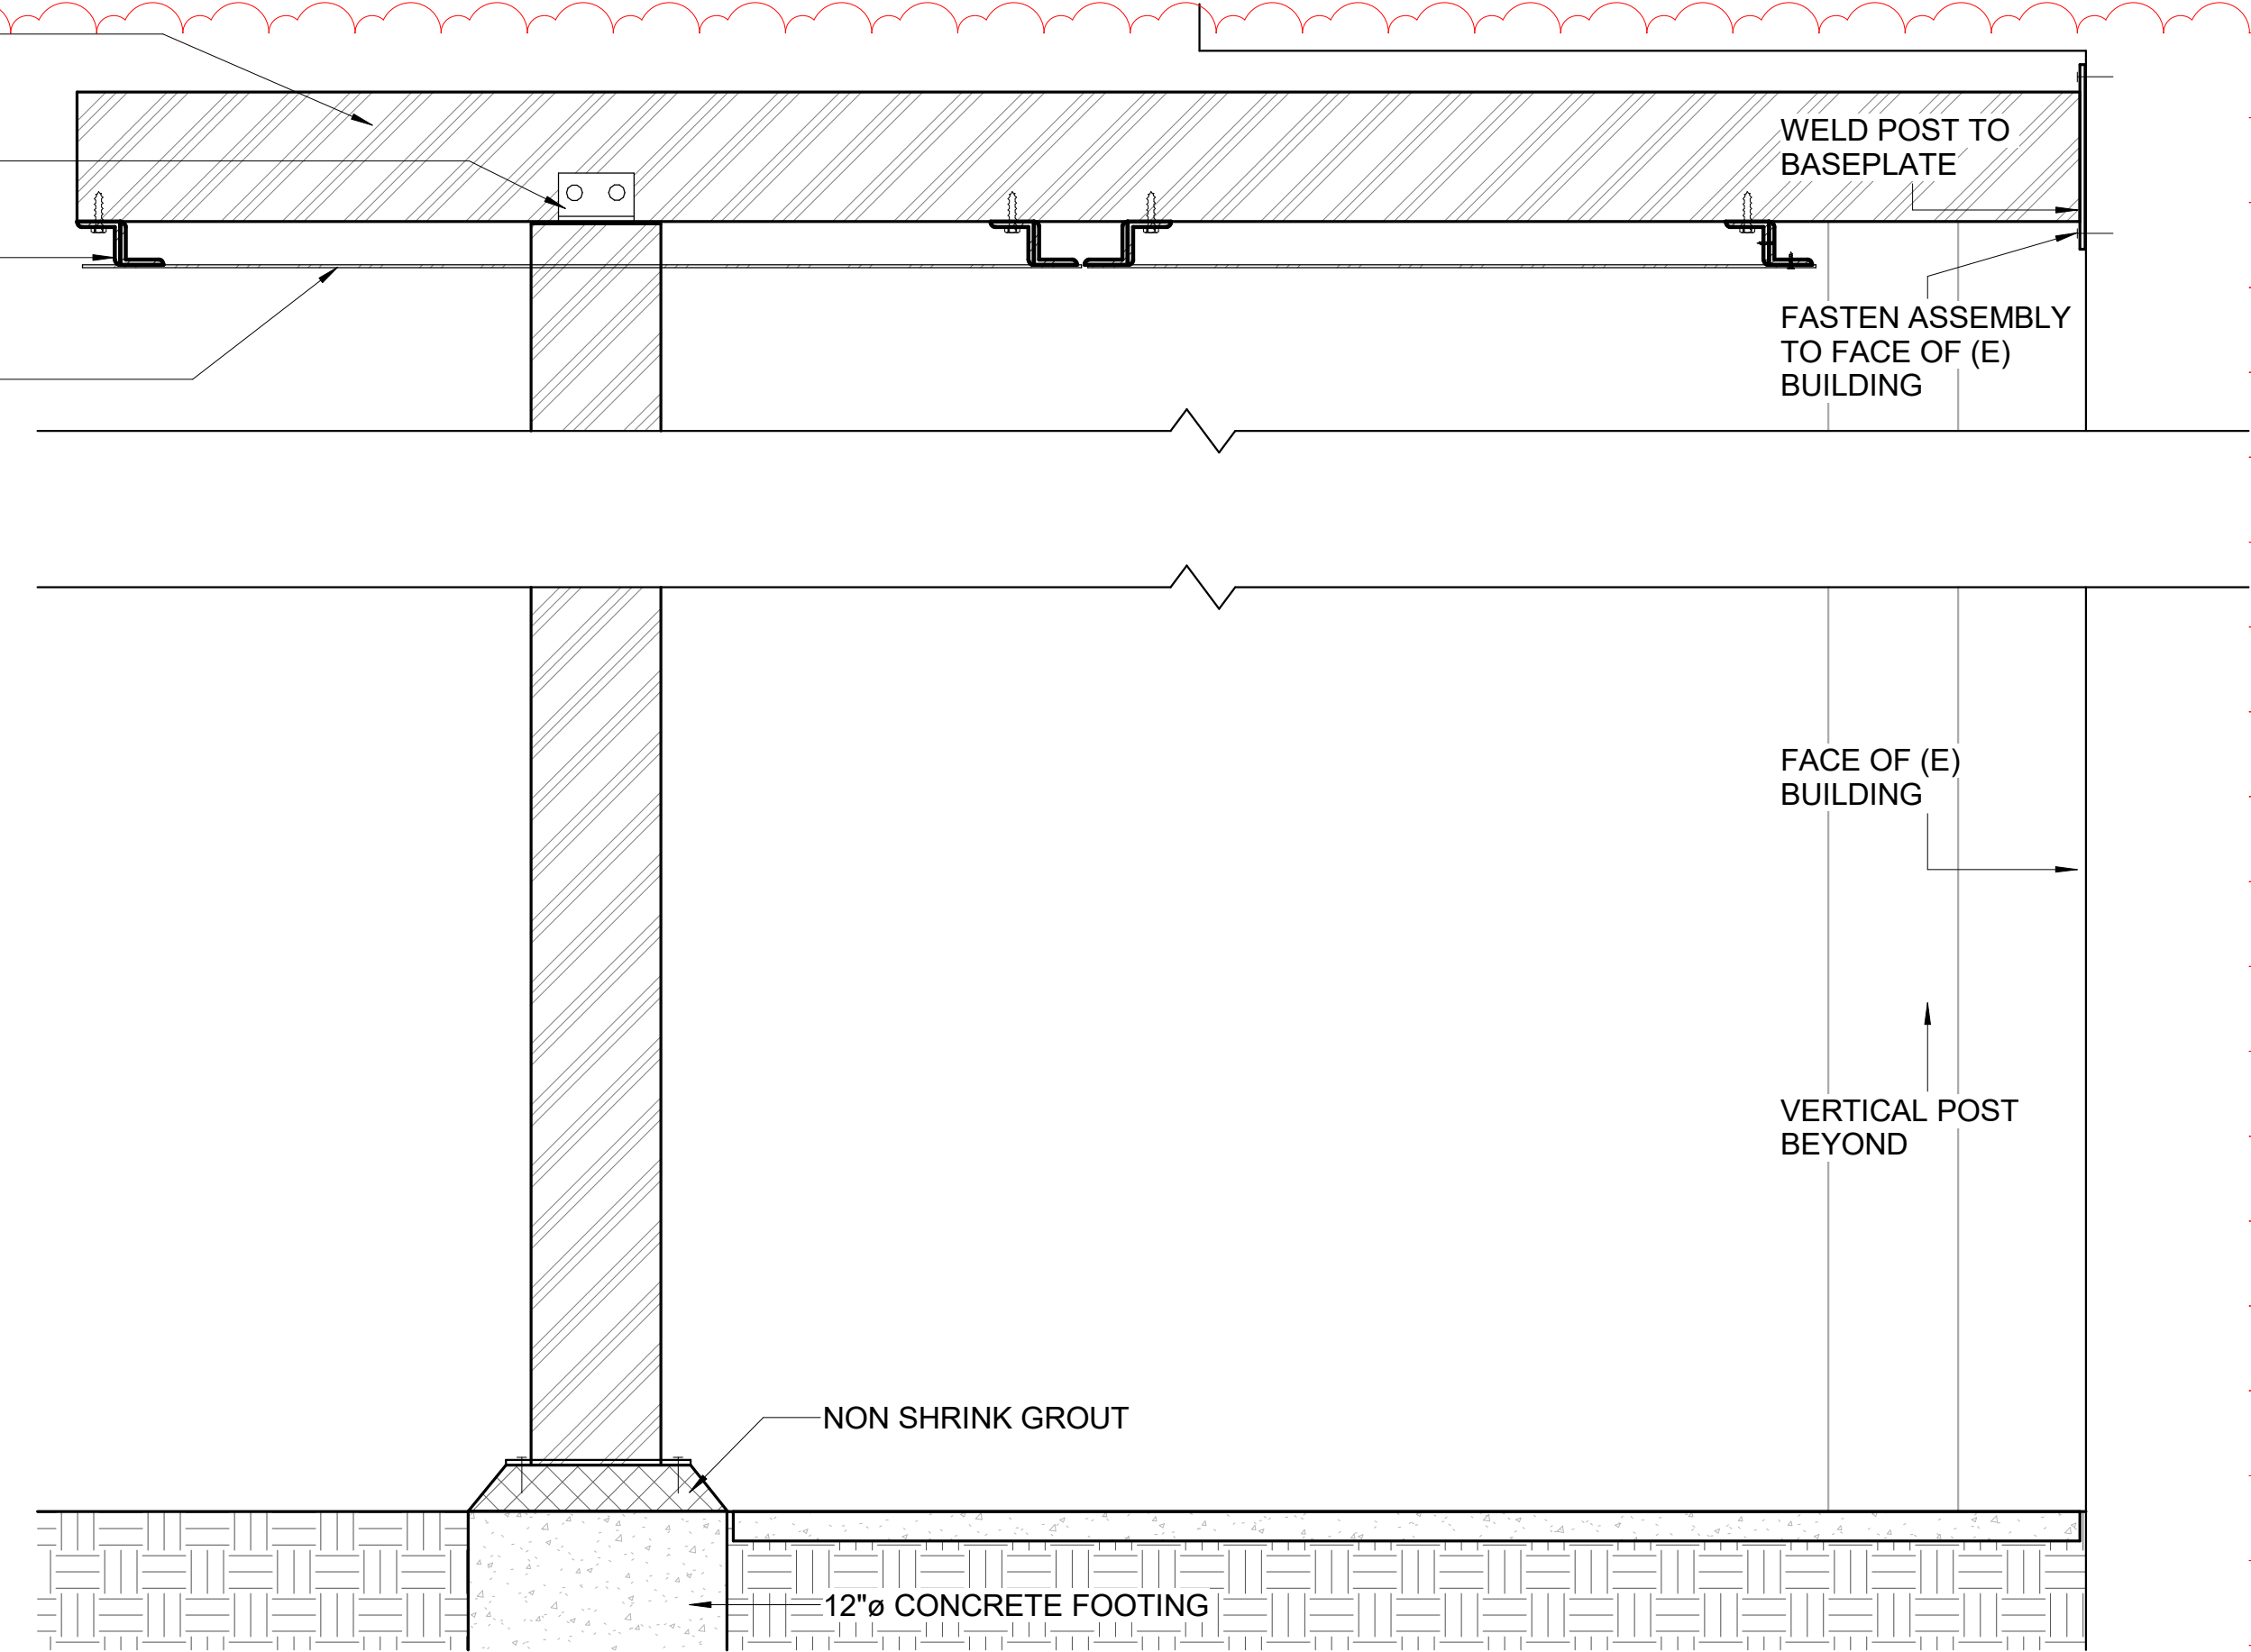 WELD POST TO
BASEPLATE
FASTEN ASSEMBLY
TO FACE OF (E)
BUILDING
FACE OF (E)
BUILDING
VERTICAL POST
BEYOND
NON SHRINK GROUT
12"ø CONCRETE FOOTING